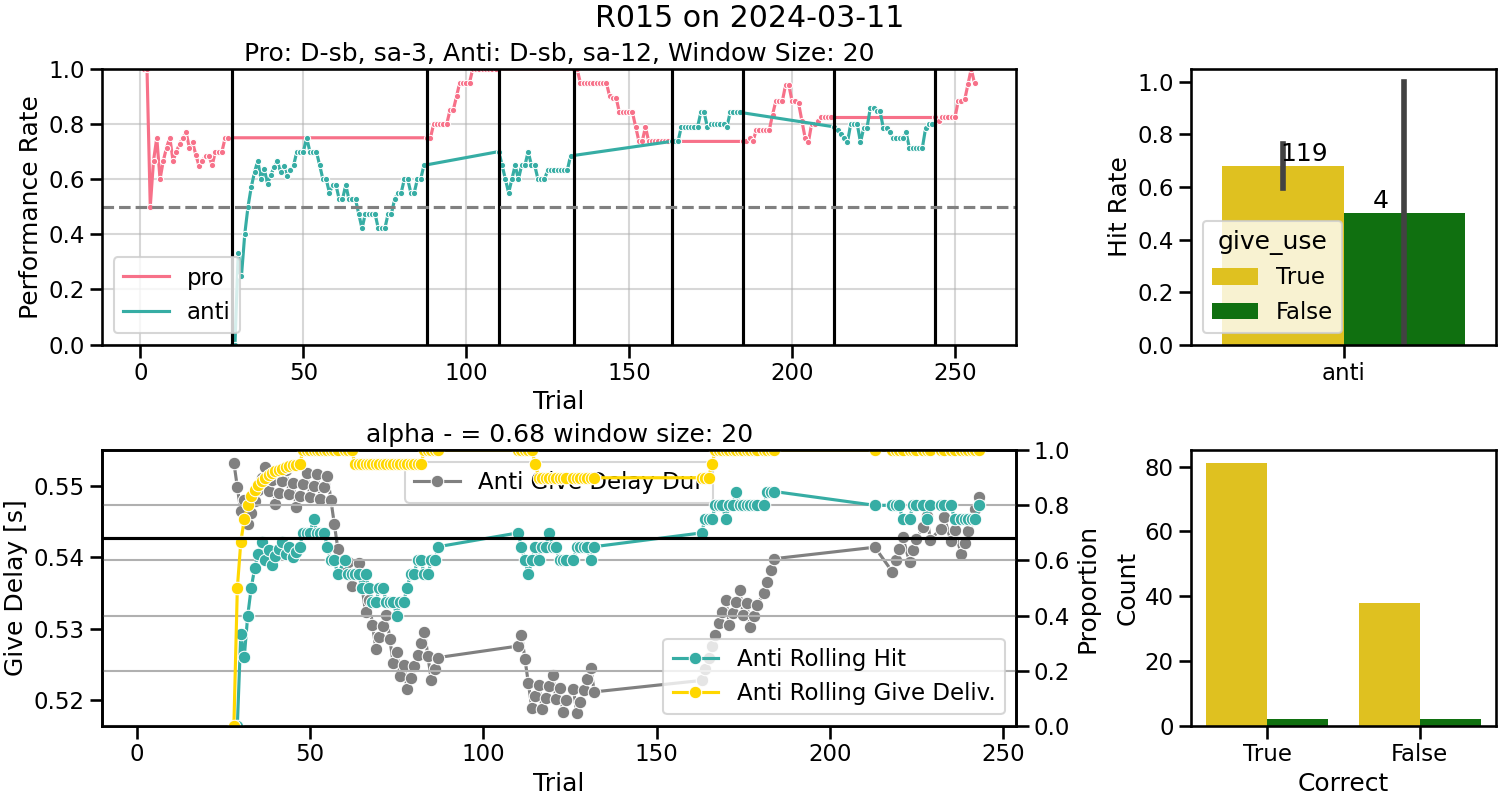 R015 on 2024-03-11
Pro: D-sb, sa-3, Anti: D-sb, sa-12, Window Size: 20
Performance Rate
1.0
0.8
0.6
0.4
0.2
0.0
pro
anti
0 50 100 150 200 250
Trial
Hit Rate
1.0
0.8
0.6
0.4
0.2
0.0
119
4
give_use
True
False
anti
alpha - = 0.68 window size: 20
Give Delay [s]
0.55
0.54
0.53
0.52
Anti Give Delay Dur
Anti Rolling Hit
Anti Rolling Give Deliv.
1.0
0.8
0.6
0.4
0.2
0.0
Proportion
0 50 100 150 200 250
Trial
Count
80
60
40
20
0
True False
Correct